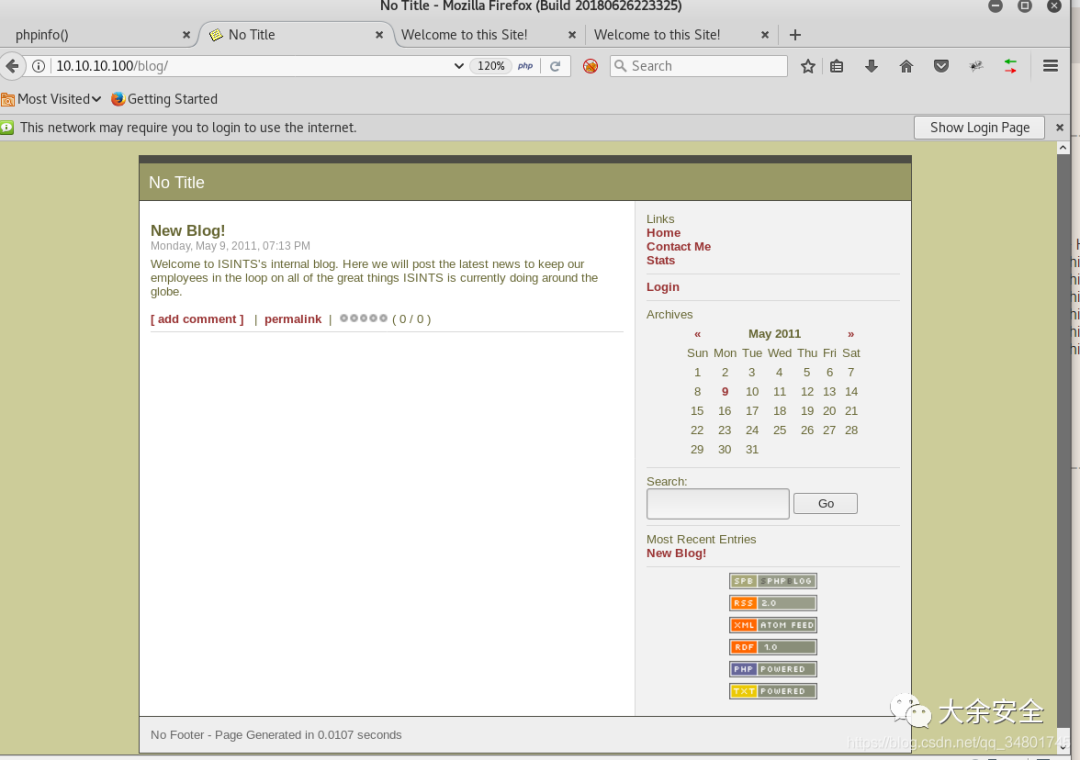 No Title - Mozilla Firefox (Build 20180626223325)
phpinfo() × No Title × Welcome to this Site! × Welcome to this Site! × +
10.10.10.100/blog/ 120% php Search
Most Visited Getting Started
This network may require you to login to use the internet. Show Login Page ×
No Title
New Blog!
Monday, May 9, 2011, 07:13 PM
Welcome to ISINTS's internal blog. Here we will post the latest news to keep our
employees in the loop on all of the great things ISINTS is currently doing around the
globe.
[ add comment ] | permalink | ( 0 / 0 )
Links
Home
Contact Me
Stats
Login
Archives
« May 2011 »
Sun Mon Tue Wed Thu Fri Sat
1 2 3 4 5 6 7
8 9 10 11 12 13 14
15 16 17 18 19 20 21
22 23 24 25 26 27 28
29 30 31
Search:
Go
Most Recent Entries
New Blog!
SPB SPHPBLOG
RSS 2.0
XML ATOM FEED
RDF 1.0
PHP POWERED
TXT POWERED
No Footer - Page Generated in 0.0107 seconds
大余安全
https://blog.csdn.net/qq_34801745